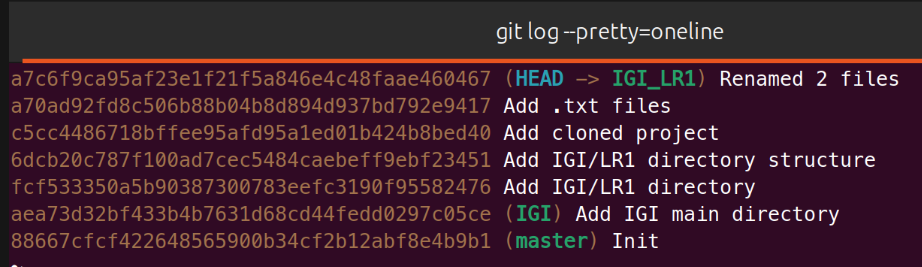 git log --pretty=oneline
a7c6f9ca95af23e1f21f5a846e4c48faae460467 (HEAD -> IGI_LR1) Renamed 2 files
a70ad92fd8c506b88b04b8d894d937bd792e9417 Add .txt files
c5cc4486718bffee95afd95a1ed01b424b8bed40 Add cloned project
6dcb20c787f100ad7cec5484caebeff9ebf23451 Add IGI/LR1 directory structure
fcf533350a5b90387300783eefc3190f95582476 Add IGI/LR1 directory
aea73d32bf433b4b7631d68cd44fedd0297c05ce (IGI) Add IGI main directory
88667cfcf422648565900b34cf2b12abf8e4b9b1 (master) Init